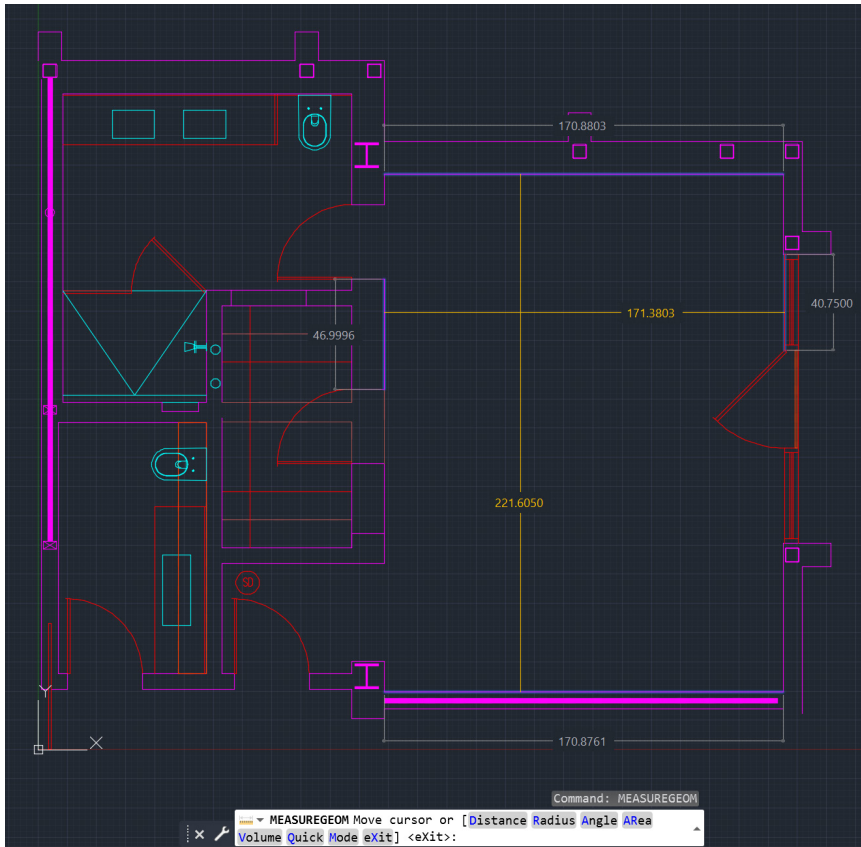 170.8803
40.7500
171.3803
46.9996
221.6050
SD
Y
170.8761
X
Command: MEASUREGEOM
MEASUREGEOM Move cursor or [Distance Radius Angle ARea
Volume Quick Mode eXit] <eXit>: